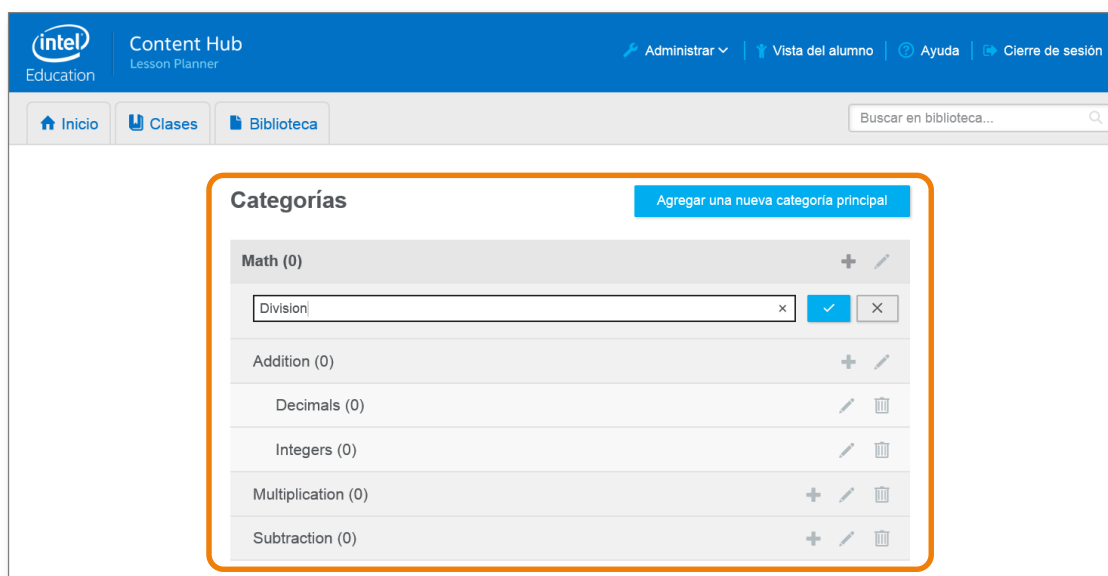 intel
Education
Content Hub
Lesson Planner
Administrar
Vista del alumno
Ayuda
Cierre de sesión
Inicio
Clases
Biblioteca
Buscar en biblioteca...
Categorías
Agregar una nueva categoría principal
Math (0)
Division
Addition (0)
Decimals (0)
Integers (0)
Multiplication (0)
Subtraction (0)